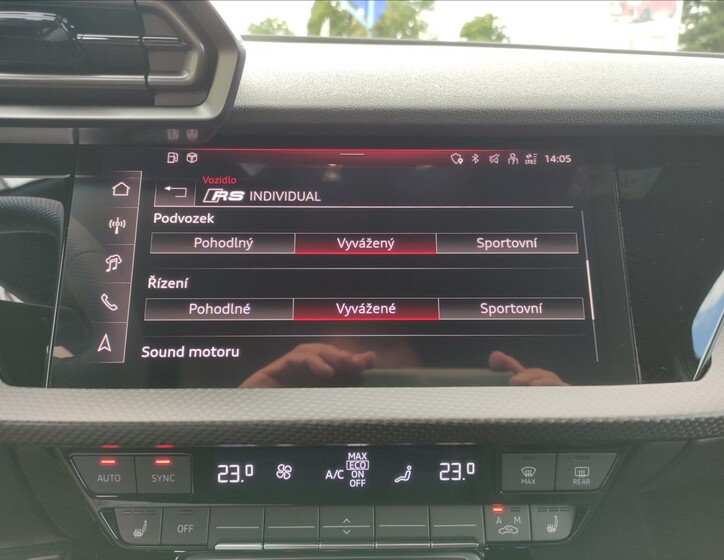 14:05
Vozidlo
RS INDIVIDUAL
Podvozek
Pohodlný Vyvážený Sportovní
Řízení
Pohodlné Vyvážené Sportovní
Sound motoru
AUTO SYNC 23.0 A/C MAX ECO ON OFF 23.0 MAX REAR
OFF A M